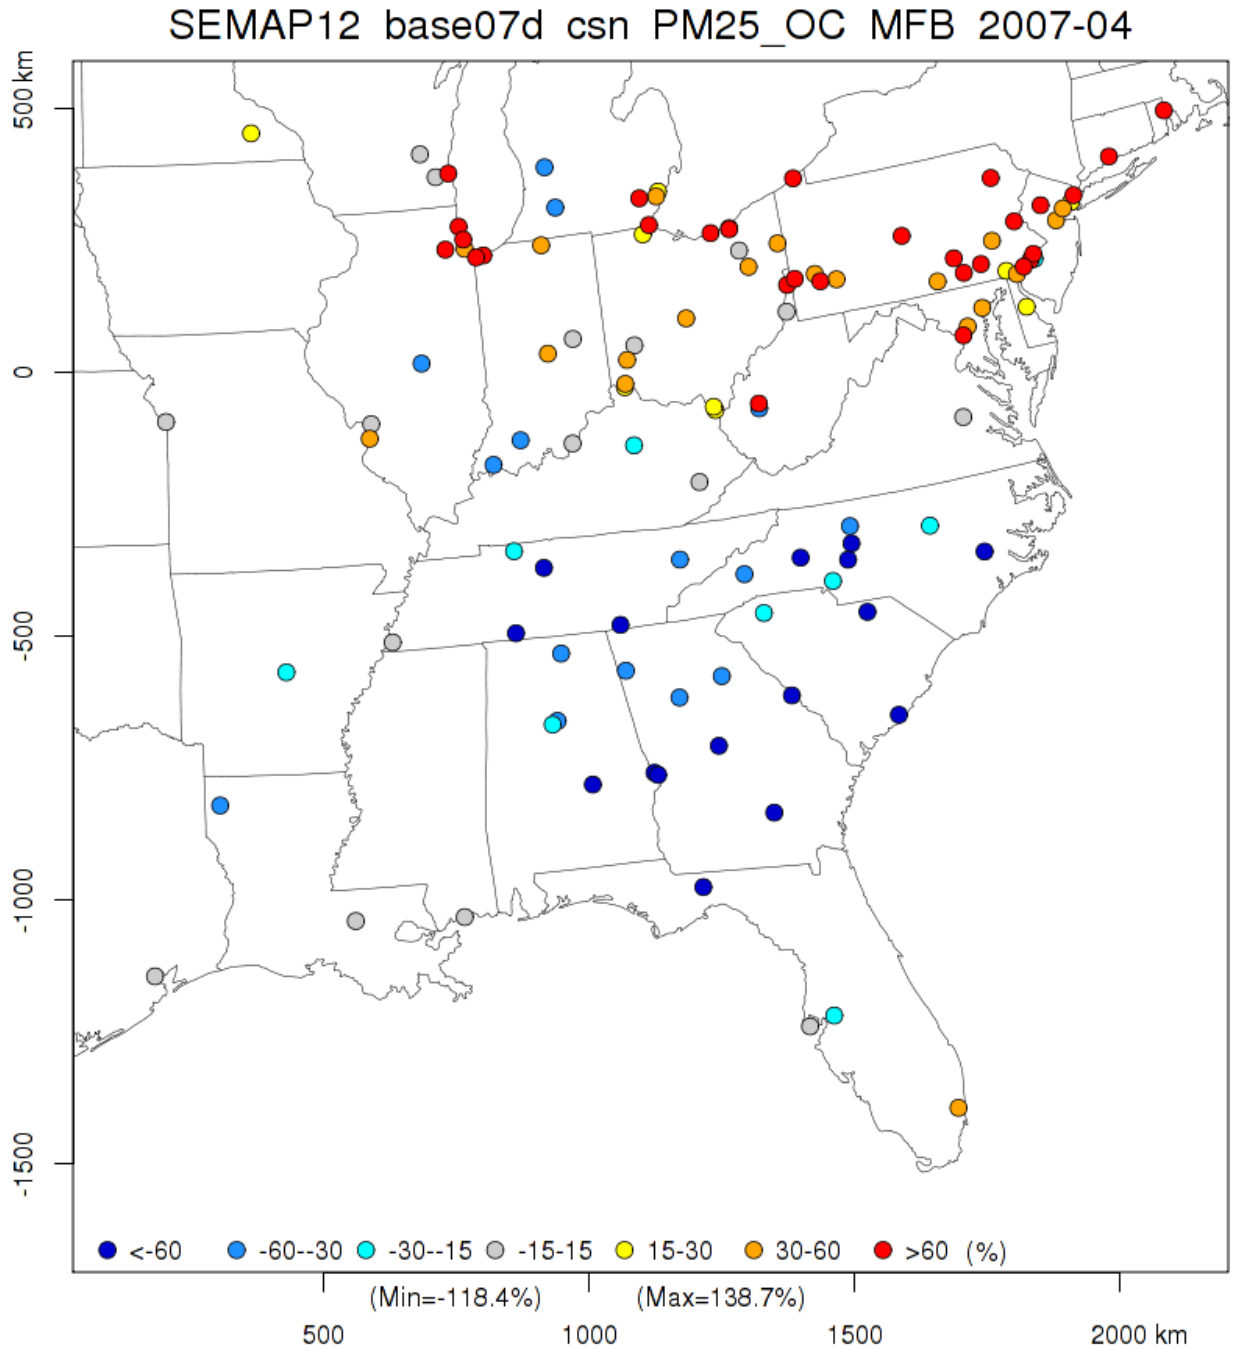 SEMAP12 base07d csn PM25_OC MFB 2007-04
500 km
0
-500
-1000
-1500
<-60 -60--30 -30--15 -15-15 15-30 30-60 >60 (%)
(Min=-118.4%) (Max=138.7%)
500 1000 1500 2000 km